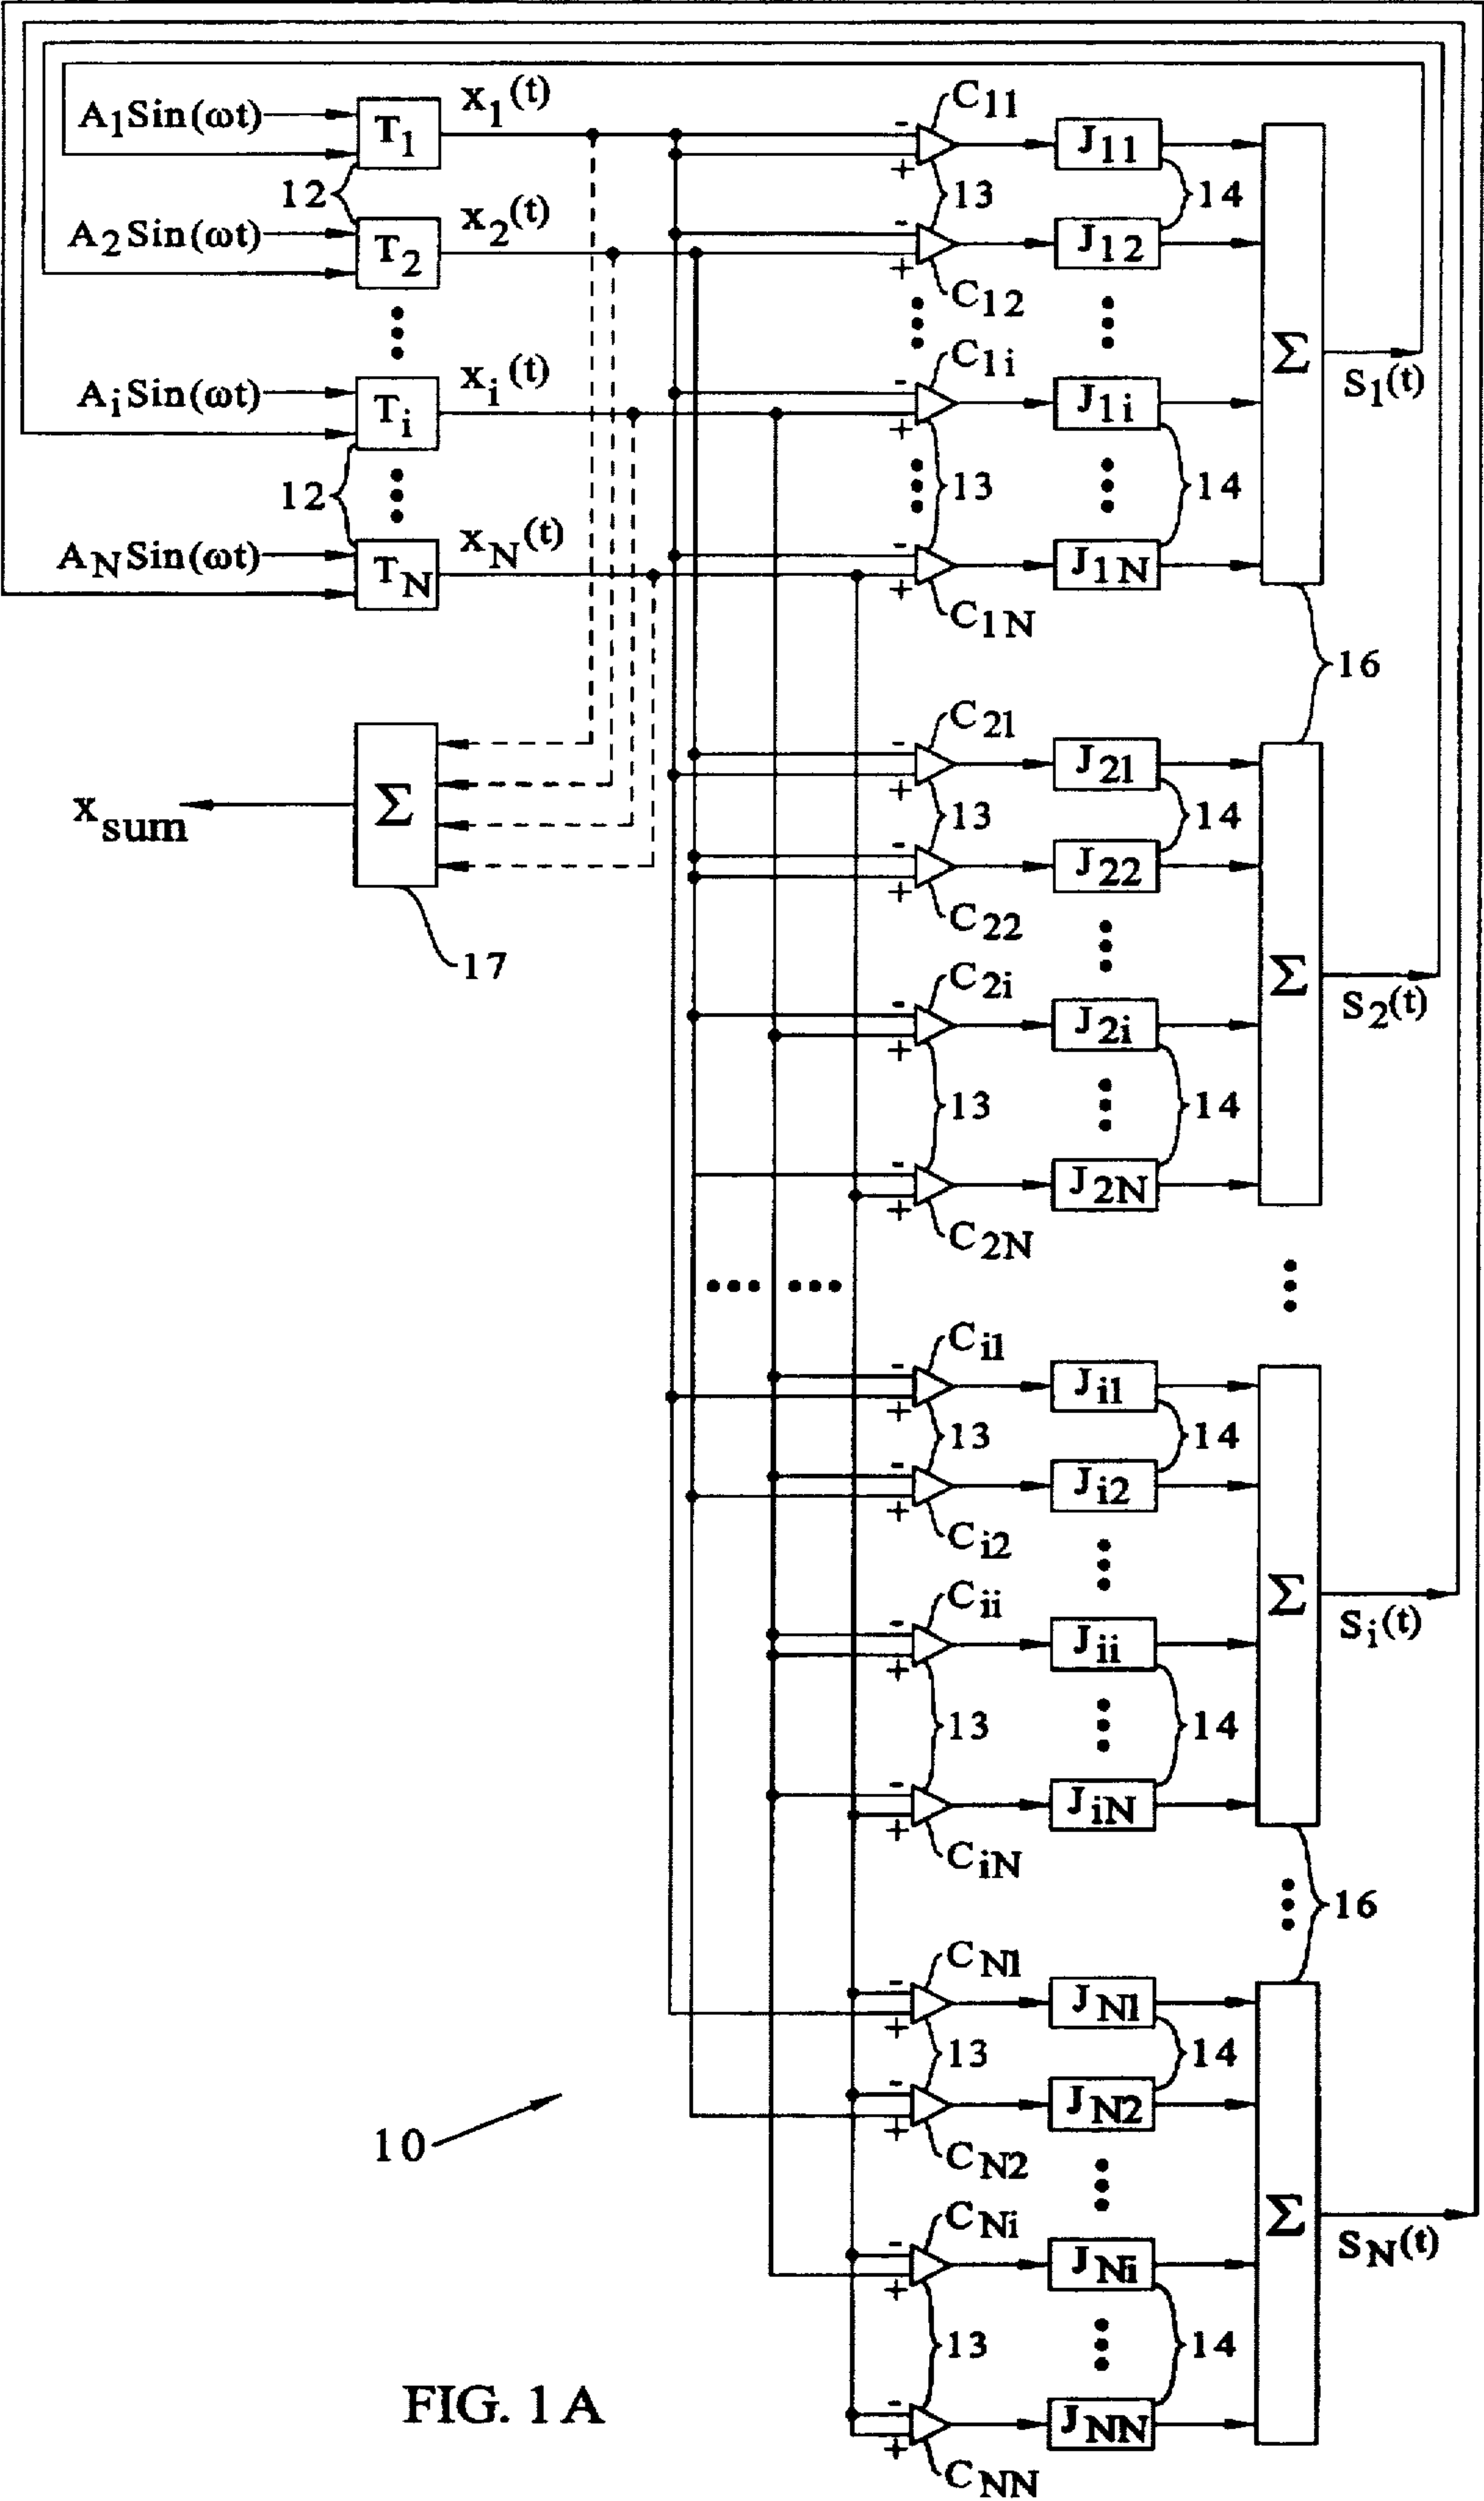 A1Sin(ωt) T1 x1(t) - + C11 J11
12 13 14
A2Sin(ωt) T2 x2(t) - + C12 J12
Σ S1(t)
AiSin(ωt) Ti xi(t) - + C1i J1i
12 13 14
ANSin(ωt) TN xN(t) - + C1N J1N
16
- + C21 J21
xsum Σ 13 14
- + C22 J22
17
Σ S2(t)
- + C2i J2i
13 14
- + C2N J2N
- + Ci1 Ji1
13 14
- + Ci2 Ji2
Σ Si(t)
- + Cii Jii
13 14
- + CiN JiN
16
- + CN1 JN1
13 14
- + CN2 JN2
10
Σ SN(t)
- + CNi JNi
13 14
- + CNN JNN
FIG. 1A